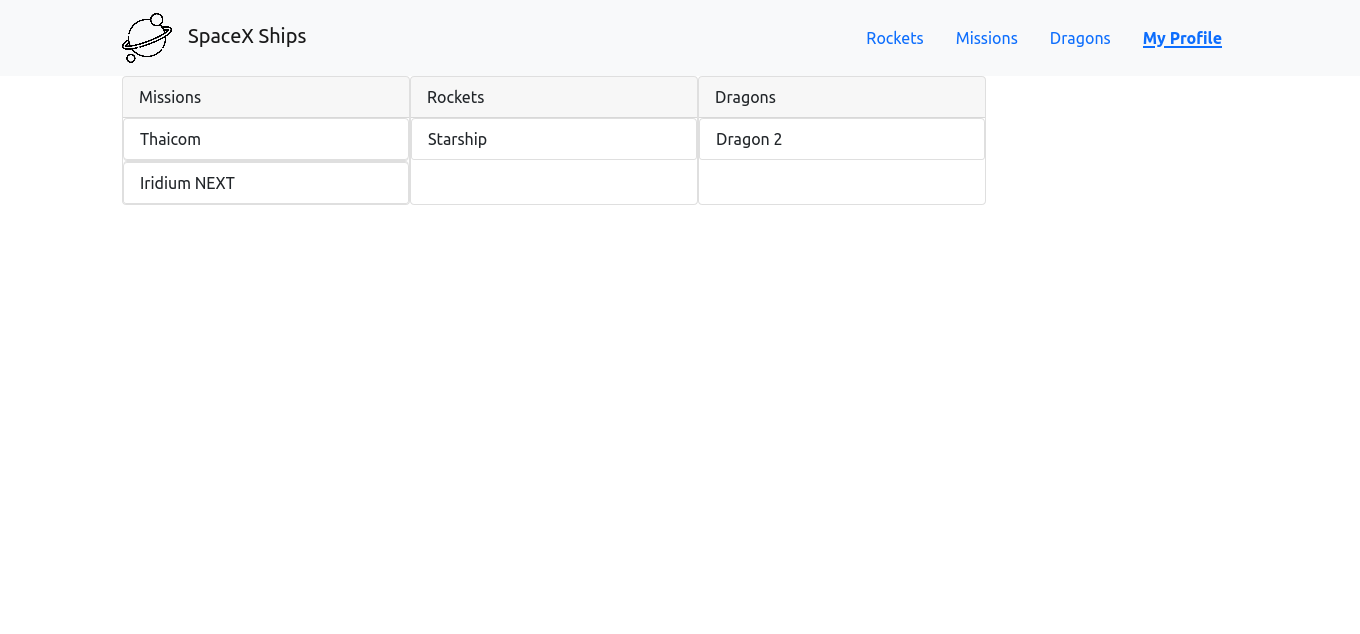 SpaceX Ships
Rockets Missions Dragons My Profile
Missions Rockets Dragons
Thaicom Starship Dragon 2
Iridium NEXT